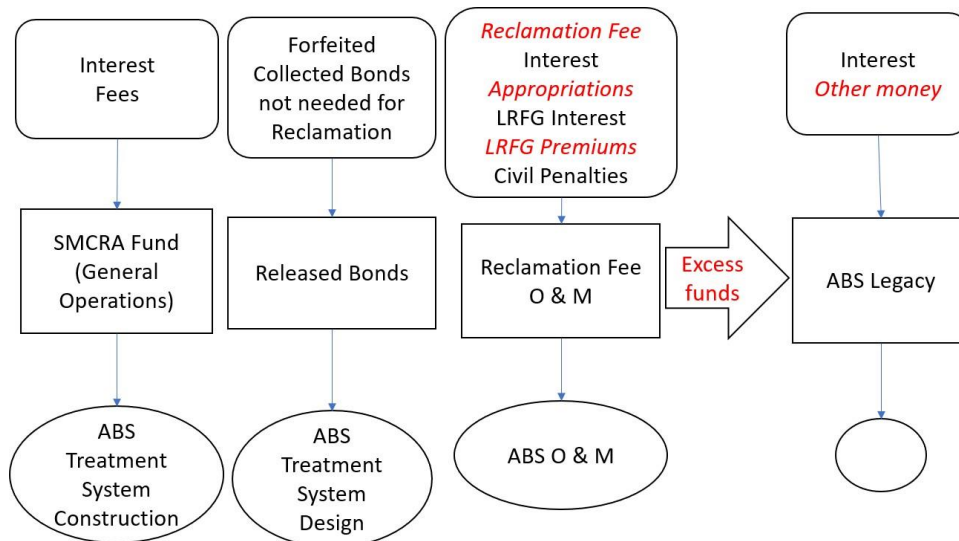 Interest
Fees
Forfeited
Collected Bonds
not needed for
Reclamation
Reclamation Fee
Interest
Appropriations
LRFG Interest
LRFG Premiums
Civil Penalties
Interest
Other money
SMCRA Fund
(General
Operations)
Released Bonds
Reclamation Fee
O & M
Excess
funds
ABS Legacy
ABS
Treatment
System
Construction
ABS
Treatment
System
Design
ABS O & M